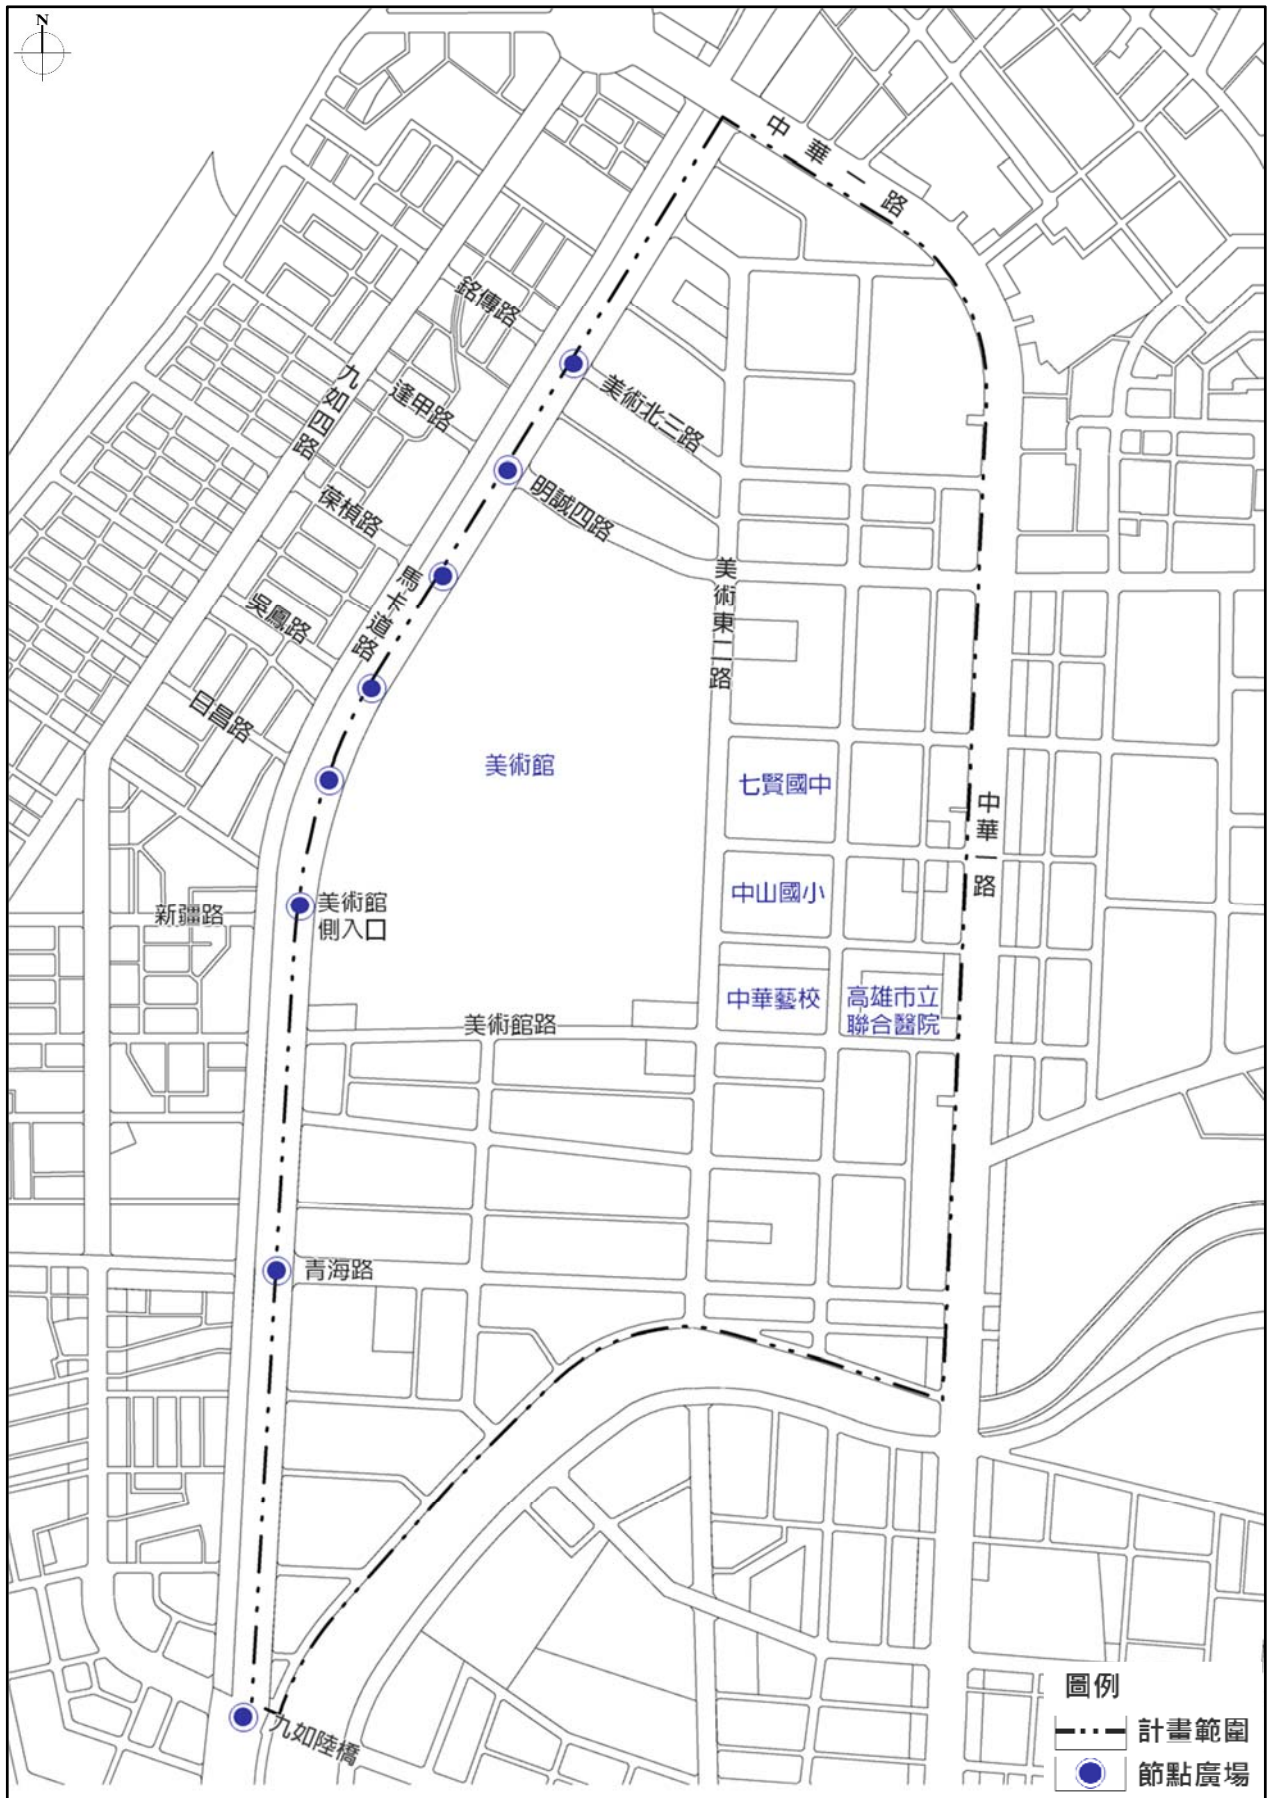 N
中華一路
銘傳路
九如四路
逢甲路
美術北三路
葆楨路
明誠四路
吳鳳路
馬卡道路
美術東二路
日昌路
美術館
七賢國中
中華一路
新疆路
美術館
側入口
中山國小
中華藝校
高雄市立
聯合醫院
美術館路
青海路
九如陸橋
圖例
計畫範圍
節點廣場